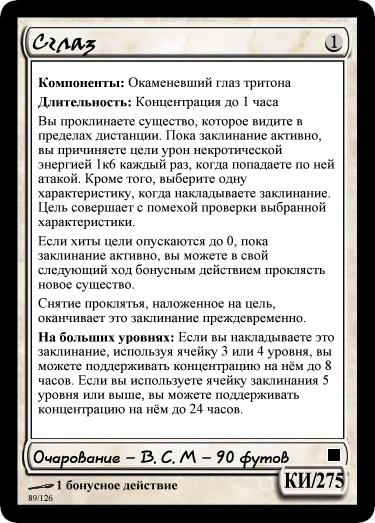 Сглаз
1
Компоненты: Окаменевший глаз тритона
Длительность: Концентрация до 1 часа
Вы проклинаете существо, которое видите в
пределах дистанции. Пока заклинание активно,
вы причиняете цели урон некротической
энергией 1кб каждый раз, когда попадаете по ней
атакой. Кроме того, выберите одну
характеристику, когда накладываете заклинание.
Цель совершает с помехой проверки выбранной
характеристики.
Если хиты цели опускаются до 0, пока
заклинание активно, вы можете в свой
следующий ход бонусным действием проклясть
новое существо.
Снятие проклятья, наложенное на цель,
оканчивает это заклинание преждевременно.
На больших уровнях: Если вы накладываете это
заклинание, используя ячейку 3 или 4 уровня, вы
можете поддерживать концентрацию на нём до 8
часов. Если вы используете ячейку заклинания 5
уровня или выше, вы можете поддерживать
концентрацию на нём до 24 часов.
Очарование – В, С, М – 90 футов
КИ/275
1 бонусное действие
89/126